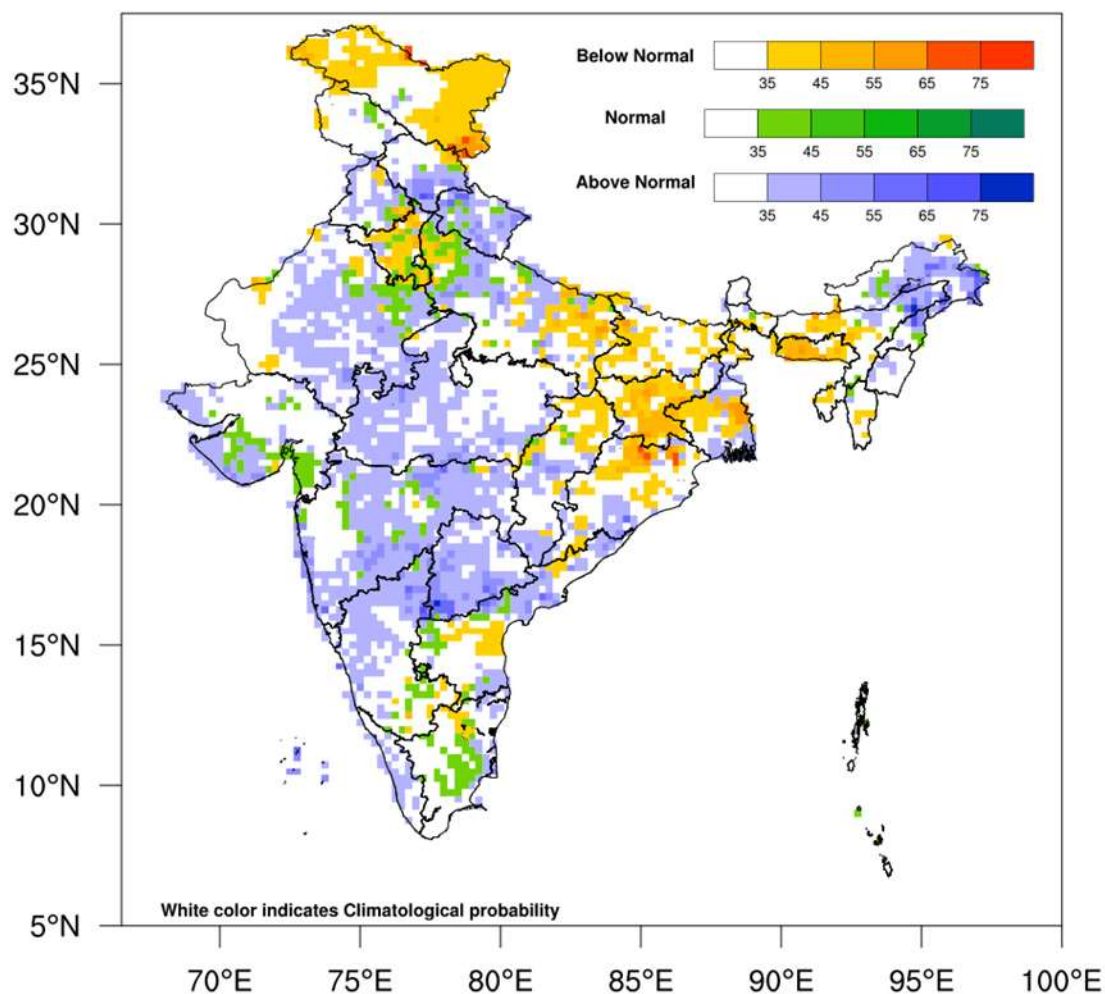 Below Normal
35 45 55 65 75
Normal
35 45 55 65 75
Above Normal
35 45 55 65 75
35°N
30°N
25°N
20°N
15°N
10°N
5°N
White color indicates Climatological probability
70°E 75°E 80°E 85°E 90°E 95°E 100°E